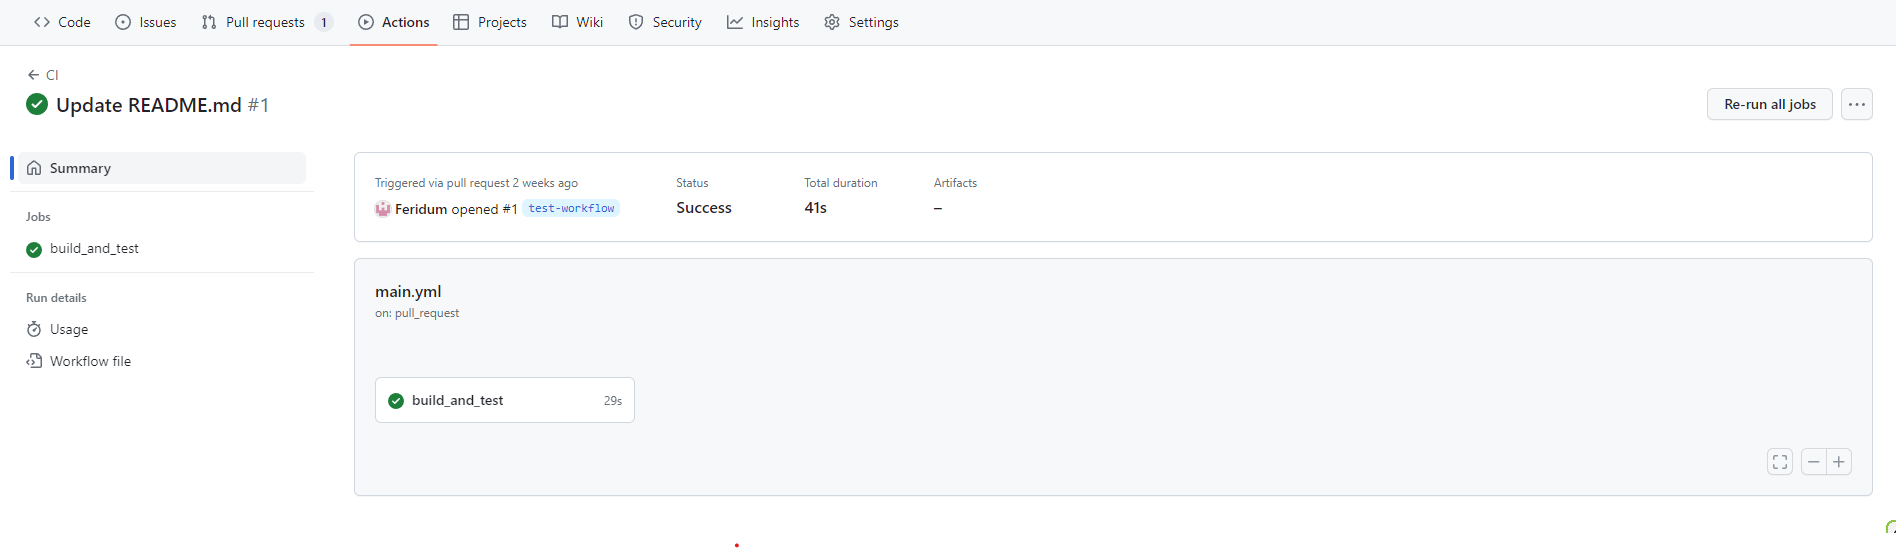 Code Issues Pull requests 1 Actions Projects Wiki Security Insights Settings
CI
Update README.md #1
Re-run all jobs
Summary
Jobs
build_and_test
Run details
Usage
Workflow file
Triggered via pull request 2 weeks ago
Feridum opened #1 test-workflow
Status
Success
Total duration
41s
Artifacts
–
main.yml
on: pull_request
build_and_test 29s